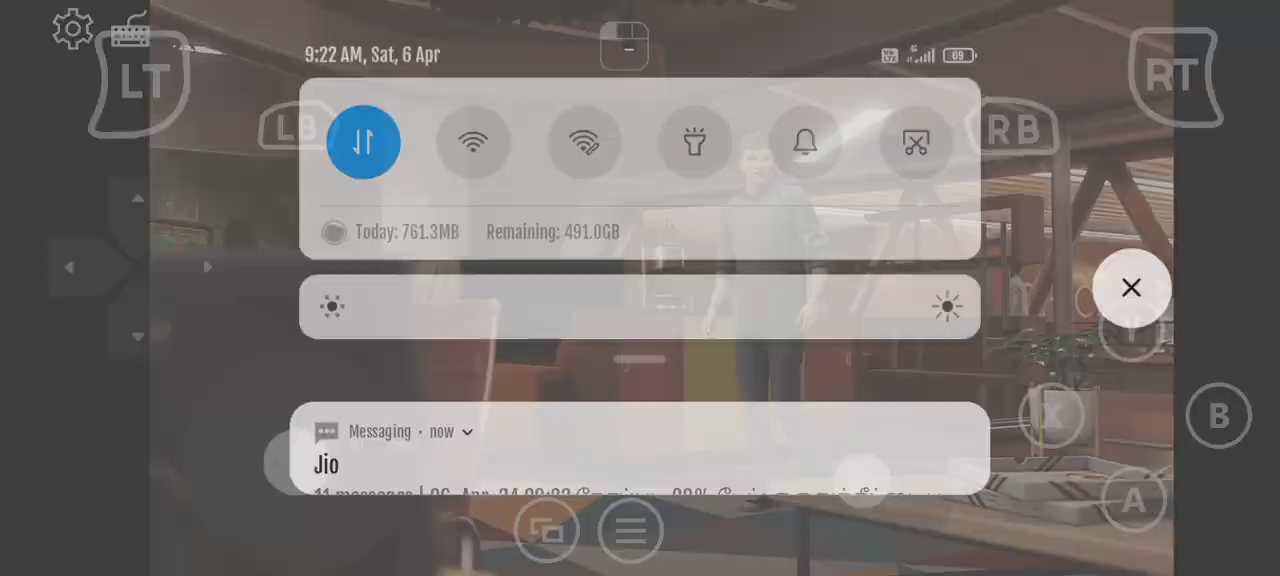 9:22 AM, Sat, 6 Apr
69
LT
RT
LB
RB
Today: 761.3MB Remaining: 491.0GB
Y
Messaging · now
X
B
Jio
A